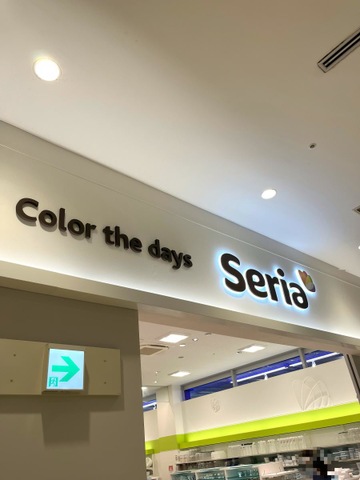 Color the days
Seria